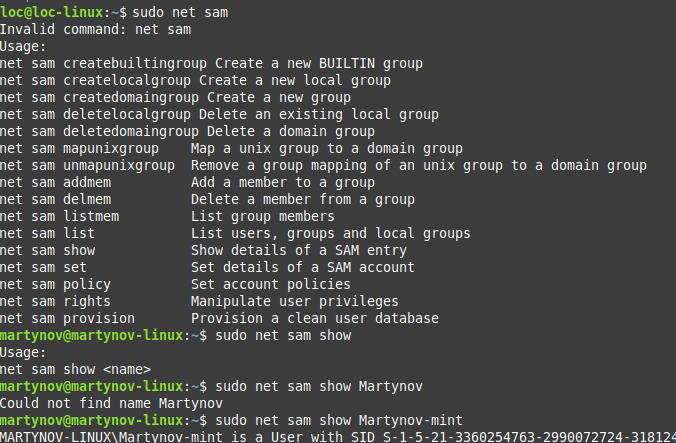 loc@loc-linux:~$ sudo net sam
Invalid command: net sam
Usage:
net sam createbuiltingroup Create a new BUILTIN group
net sam createlocalgroup Create a new local group
net sam createdomaingroup Create a new group
net sam deletelocalgroup Delete an existing local group
net sam deletedomaingroup Delete a domain group
net sam mapunixgroup    Map a unix group to a domain group
net sam unmapunixgroup  Remove a group mapping of an unix group to a domain group
net sam addmem          Add a member to a group
net sam delmem          Delete a member from a group
net sam listmem         List group members
net sam list            List users, groups and local groups
net sam show            Show details of a SAM entry
net sam set             Set details of a SAM account
net sam policy          Set account policies
net sam rights          Manipulate user privileges
net sam provision       Provision a clean user database
martynov@martynov-linux:~$ sudo net sam show
Usage:
net sam show <name>
martynov@martynov-linux:~$ sudo net sam show Martynov
Could not find name Martynov
martynov@martynov-linux:~$ sudo net sam show Martynov-mint
MARTYNOV-LINUX\Martynov-mint is a User with SID S-1-5-21-3360254763-2990072724-318124